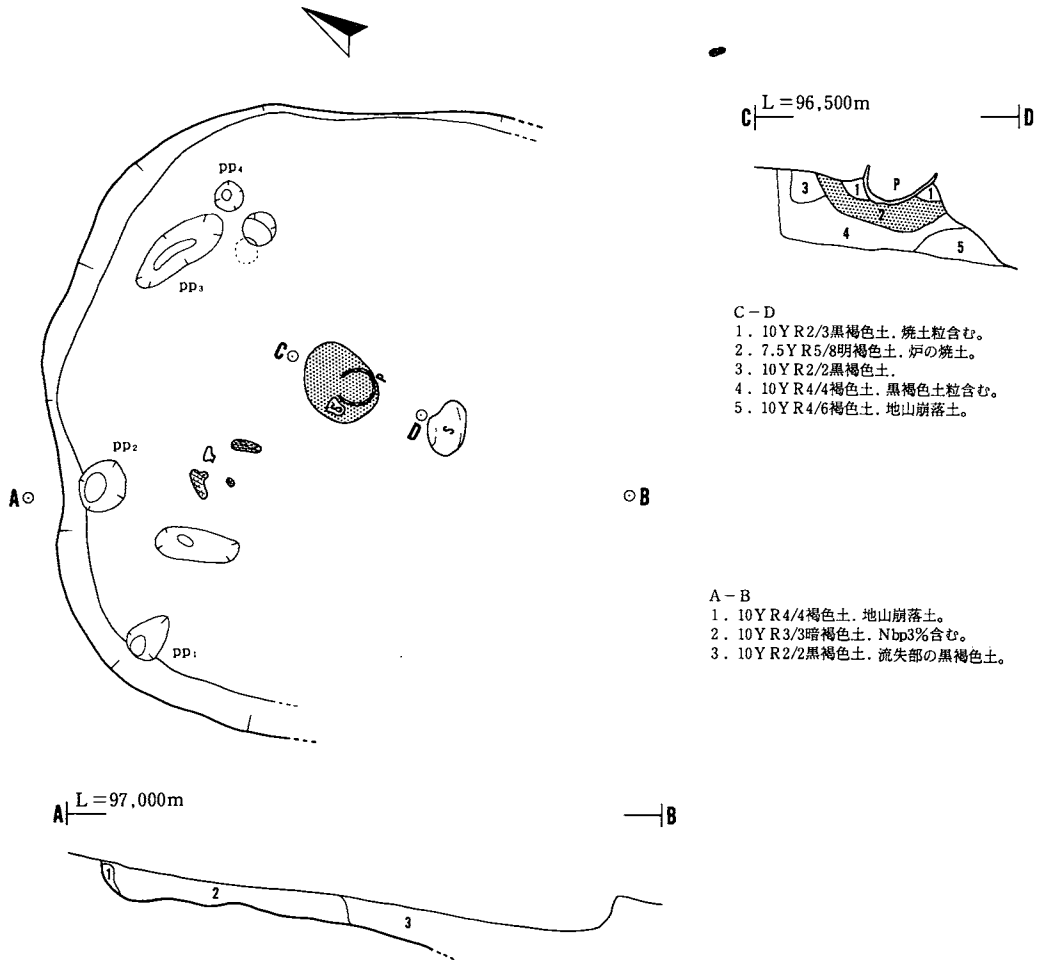 C L＝96,500m D
3 1 P 1
7
4 5
C－D
1．10ＹＲ2/3黒褐色土．焼土粒含む。
2．7.5ＹＲ5/8明褐色土．炉の焼土。
3．10ＹＲ2/2黒褐色土．
4．10ＹＲ4/4褐色土．黒褐色土粒含む。
5．10ＹＲ4/6褐色土．地山崩落土。
pp₄
pp₃
C
P
D S
pp₂
A B
pp₁
A－B
1．10ＹＲ4/4褐色土．地山崩落土。
2．10ＹＲ3/3暗褐色土．Nbp3%含む。
3．10ＹＲ2/2黒褐色土．流失部の黒褐色土。
A L＝97,000m B
1 2 3